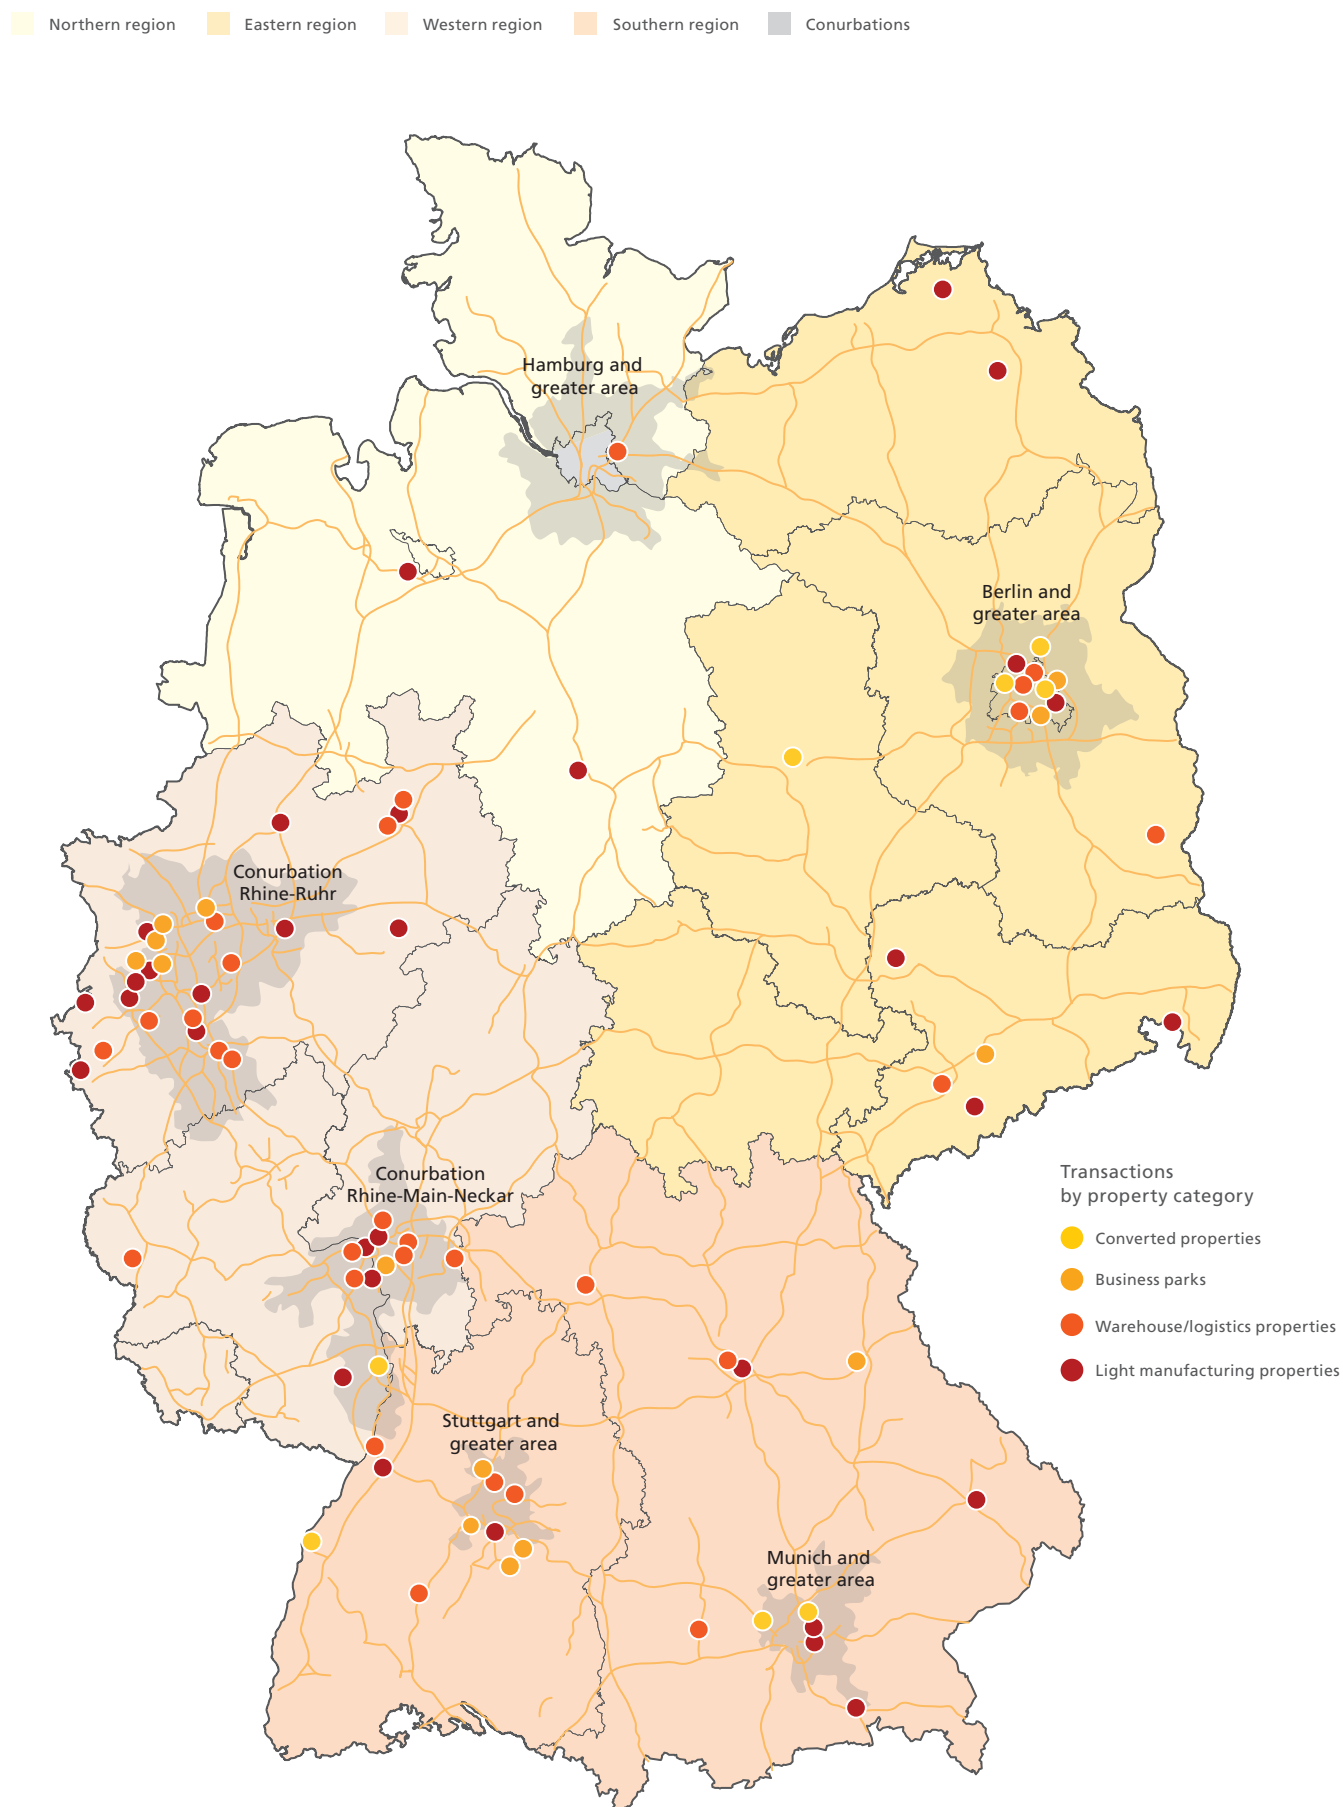 Northern region
Eastern region
Western region
Southern region
Conurbations
Hamburg and
greater area
Berlin and
greater area
Conurbation
Rhine-Ruhr
Conurbation
Rhine-Main-Neckar
Transactions
by property category
Converted properties
Business parks
Warehouse/logistics properties
Light manufacturing properties
Stuttgart and
greater area
Munich and
greater area